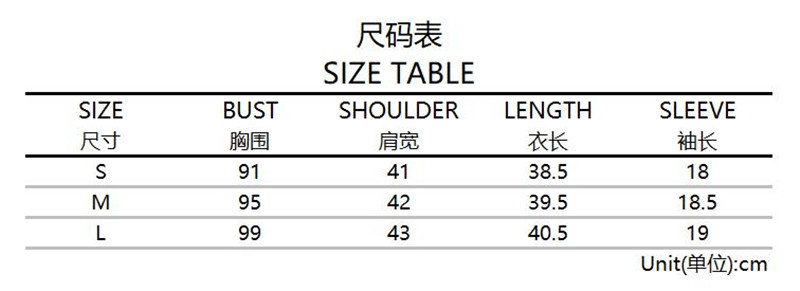 尺码表
SIZE TABLE
SIZE BUST SHOULDER LENGTH SLEEVE
尺寸 胸围 肩宽 衣长 袖长
S 91 41 38.5 18
M 95 42 39.5 18.5
L 99 43 40.5 19
Unit(单位):cm